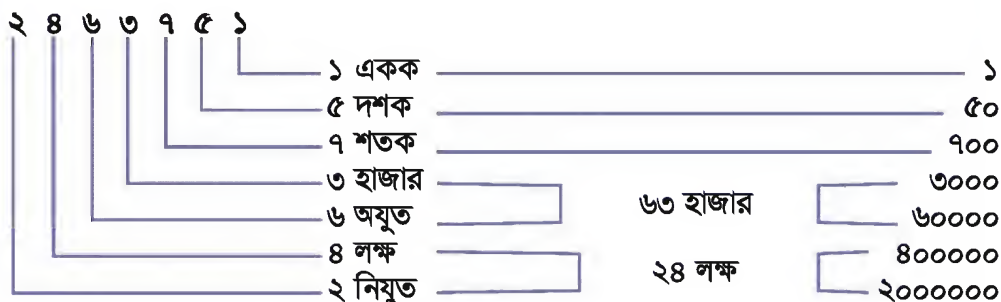 ২ ৪ ৬ ৩ ৭ ৫ ১
১ একক ১
৫ দশক ৫০
৭ শতক ৭০০
৩ হাজার ৩০০০
৬৩ হাজার
৬ অযুত ৬০০০০
৪ লক্ষ ৪০০০০০
২৪ লক্ষ
২ নিযুত ২০০০০০০